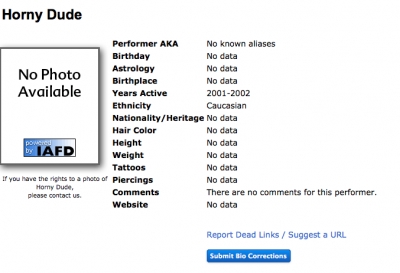 Horny Dude
No Photo
Available
powered
by IAFD
If you have the rights to a photo of
Horny Dude,
please contact us.
Performer AKA No known aliases
Birthday No data
Astrology No data
Birthplace No data
Years Active 2001-2002
Ethnicity Caucasian
Nationality/Heritage No data
Hair Color No data
Height No data
Weight No data
Tattoos No data
Piercings No data
Comments There are no comments for this performer.
Website No data
Report Dead Links / Suggest a URL
Submit Bio Corrections